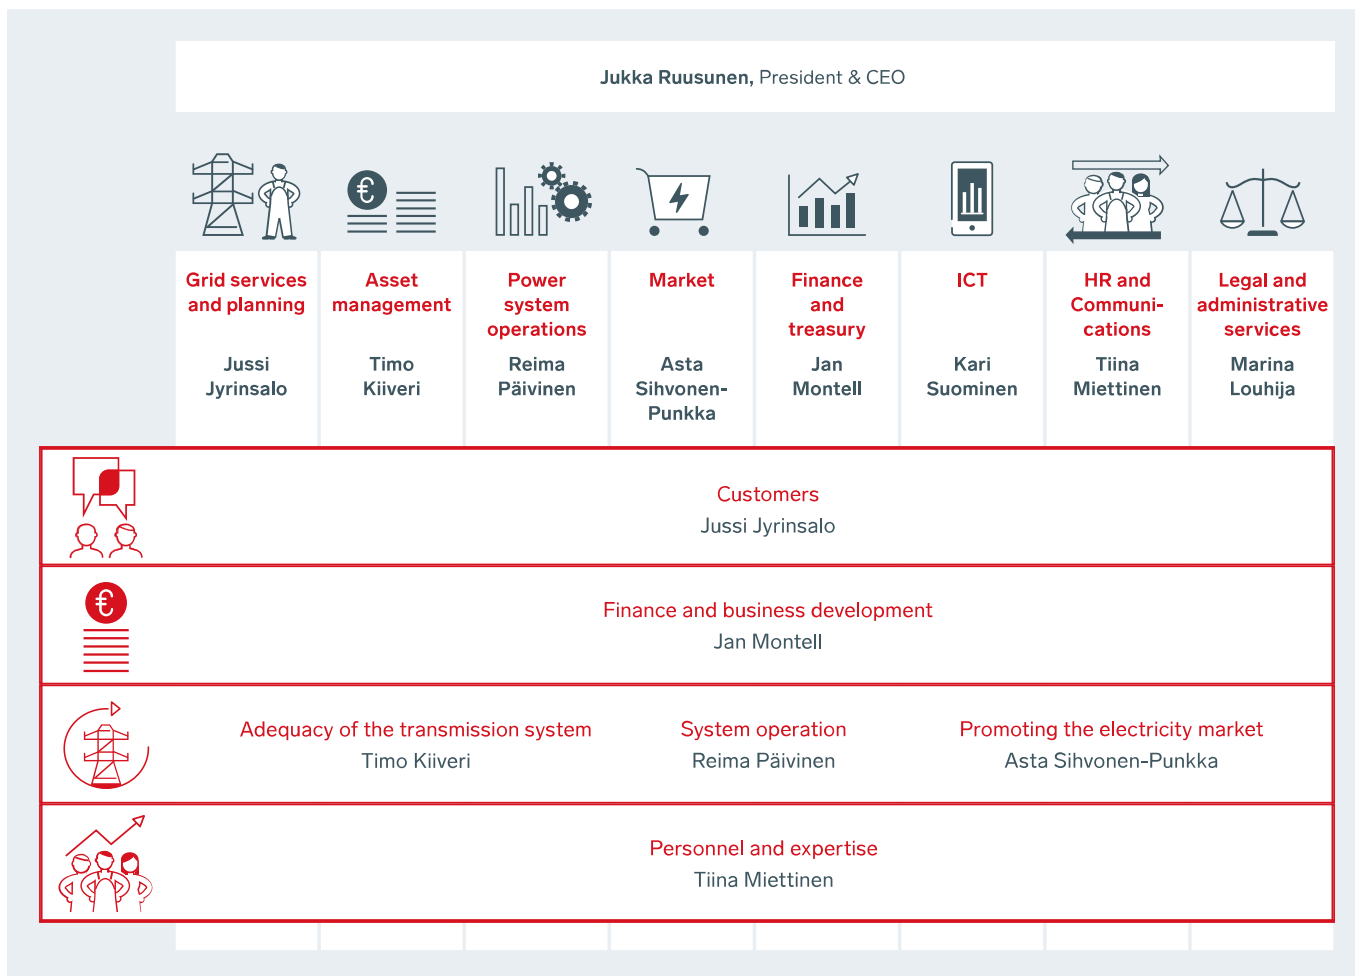 Jukka Ruusunen, President & CEO
Grid services
and planning
Jussi
Jyrinsalo
Asset
management
Timo
Kiiveri
Power
system
operations
Reima
Päivinen
Market
Asta
Sihvonen-
Punkka
Finance
and
treasury
Jan
Montell
ICT
Kari
Suominen
HR and
Communi-
cations
Tiina
Miettinen
Legal and
administrative
services
Marina
Louhija
Customers
Jussi Jyrinsalo
€
Finance and business development
Jan Montell
Adequacy of the transmission system
Timo Kiiveri
System operation
Reima Päivinen
Promoting the electricity market
Asta Sihvonen-Punkka
Personnel and expertise
Tiina Miettinen